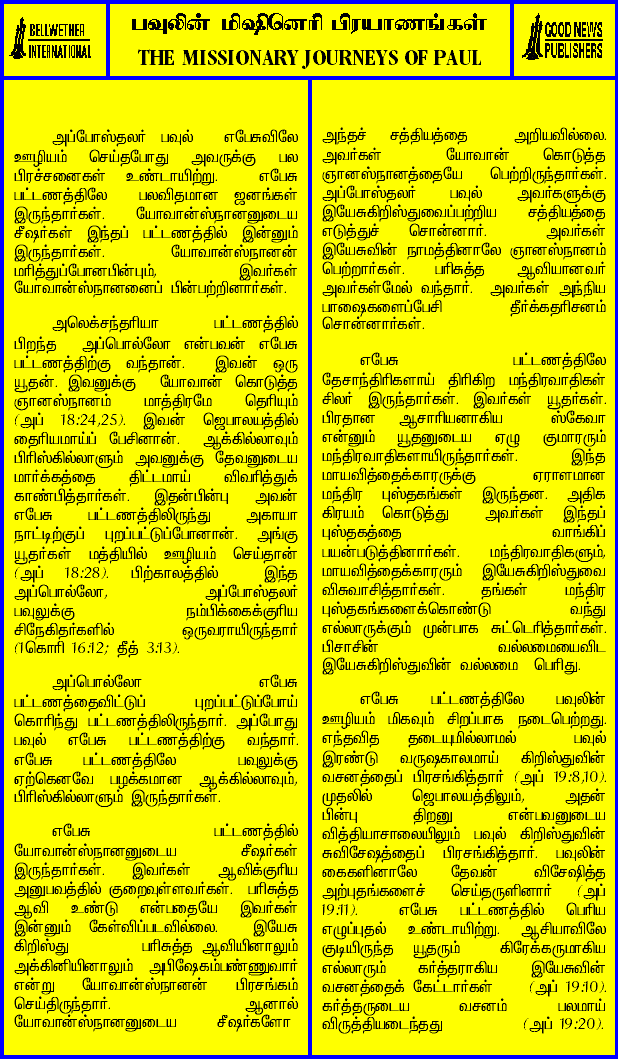 BELLWETHER
INTERNATIONAL
பவுலின் மிஷினெரி பிரயாணங்கள்
THE MISSIONARY JOURNEYS OF PAUL
GOOD NEWS
PUBLISHERS
அப்போஸ்தலர் பவுல் எபேசுவிலே
ஊழியம் செய்தபோது அவருக்கு பல
பிரச்சனைகள் உண்டாயிற்று. எபேசு
பட்டணத்திலே பலவிதமான ஜனங்கள்
இருந்தார்கள். யோவான்ஸ்நானனுடைய
சீஷர்கள் இந்தப் பட்டணத்தில் இன்னும்
இருந்தார்கள். யோவான்ஸ்நானன்
மரித்துப்போனபின்பும், இவர்கள்
யோவான்ஸ்நானனைப் பின்பற்றினார்கள்.
அலெக்சந்தரியா பட்டணத்தில்
பிறந்த அப்பொல்லோ என்பவன் எபேசு
பட்டணத்திற்கு வந்தான். இவன் ஒரு
யூதன். இவனுக்கு யோவான் கொடுத்த
ஞானஸ்நானம் மாத்திரமே தெரியும்
(அப் 18:24,25). இவன் ஜெபாலயத்தில்
தைரியமாய்ப் பேசினான். ஆக்கில்லாவும்
பிரிஸ்கில்லாளும் அவனுக்கு தேவனுடைய
மார்க்கத்தை திட்டமாய் விவரித்துக்
காண்பித்தார்கள். இதன்பின்பு அவன்
எபேசு பட்டணத்திலிருந்து அகாயா
நாட்டிற்குப் புறப்பட்டுப்போனான். அங்கு
யூதர்கள் மத்தியில் ஊழியம் செய்தான்
(அப் 18:28). பிற்காலத்தில் இந்த
அப்பொல்லோ, அப்போஸ்தலர்
பவுலுக்கு நம்பிக்கைக்குரிய
சிநேகிதர்களில் ஒருவராயிருந்தார்
(1கொரி 16:12; தீத் 3:13).
அப்பொல்லோ எபேசு
பட்டணத்தைவிட்டுப் புறப்பட்டுப்போய்
கொரிந்து பட்டணத்திலிருந்தார். அப்போது
பவுல் எபேசு பட்டணத்திற்கு வந்தார்.
எபேசு பட்டணத்திலே பவுலுக்கு
ஏற்கெனவே பழக்கமான ஆக்கில்லாவும்,
பிரிஸ்கில்லாளும் இருந்தார்கள்.
எபேசு பட்டணத்தில்
யோவான்ஸ்நானனுடைய சீஷர்கள்
இருந்தார்கள். இவர்கள் ஆவிக்குரிய
அனுபவத்தில் குறைவுள்ளவர்கள். பரிசுத்த
ஆவி உண்டு என்பதையே இவர்கள்
இன்னும் கேள்விப்படவில்லை. இயேசு
கிறிஸ்து பரிசுத்த ஆவியினாலும்
அக்கினியினாலும் அபிஷேகம்பண்ணுவார்
என்று யோவான்ஸ்நானன் பிரசங்கம்
செய்திருந்தார். ஆனால்
யோவான்ஸ்நானனுடைய சீஷர்களோ
அந்தச் சத்தியத்தை அறியவில்லை.
அவர்கள் யோவான் கொடுத்த
ஞானஸ்நானத்தையே பெற்றிருந்தார்கள்.
அப்போஸ்தலர் பவுல் அவர்களுக்கு
இயேசுகிறிஸ்துவைப்பற்றிய சத்தியத்தை
எடுத்துச் சொன்னார். அவர்கள்
இயேசுவின் நாமத்தினாலே ஞானஸ்நானம்
பெற்றார்கள். பரிசுத்த ஆவியானவர்
அவர்கள்மேல் வந்தார். அவர்கள் அந்நிய
பாஷைகளைப்பேசி தீர்க்கதரிசனம்
சொன்னார்கள்.
எபேசு பட்டணத்திலே
தேசாந்திரிகளாய் திரிகிற மந்திரவாதிகள்
சிலர் இருந்தார்கள். இவர்கள் யூதர்கள்.
பிரதான ஆசாரியனாகிய ஸ்கேவா
என்னும் யூதனுடைய ஏழு குமாரரும்
மந்திரவாதிகளாயிருந்தார்கள். இந்த
மாயவித்தைக்காரருக்கு ஏராளமான
மந்திர புஸ்தகங்கள் இருந்தன. அதிக
கிரயம் கொடுத்து அவர்கள் இந்தப்
புஸ்தகத்தை வாங்கிப்
பயன்படுத்தினார்கள். மந்திரவாதிகளும்,
மாயவித்தைக்காரரும் இயேசுகிறிஸ்துவை
விசுவாசித்தார்கள். தங்கள் மந்திர
புஸ்தகங்களைக்கொண்டு வந்து
எல்லாருக்கும் முன்பாக சுட்டெரித்தார்கள்.
பிசாசின் வல்லமையைவிட
இயேசுகிறிஸ்துவின் வல்லமை பெரிது.
எபேசு பட்டணத்திலே பவுலின்
ஊழியம் மிகவும் சிறப்பாக நடைபெற்றது.
எந்தவித தடையுமில்லாமல் பவுல்
இரண்டு வருஷகாலமாய் கிறிஸ்துவின்
வசனத்தைப் பிரசங்கித்தார் (அப் 19:8,10).
முதலில் ஜெபாலயத்திலும், அதன்
பின்பு திறனு என்பவனுடைய
வித்தியாசாலையிலும் பவுல் கிறிஸ்துவின்
சுவிசேஷத்தைப் பிரசங்கித்தார். பவுலின்
கைகளினாலே தேவன் விசேஷித்த
அற்புதங்களைச் செய்தருளினார் (அப்
19:11). எபேசு பட்டணத்தில் பெரிய
எழுப்புதல் உண்டாயிற்று. ஆசியாவிலே
குடியிருந்த யூதரும் கிரேக்கருமாகிய
எல்லாரும் கர்த்தராகிய இயேசுவின்
வசனத்தைக் கேட்டார்கள் (அப் 19:10).
கர்த்தருடைய வசனம் பலமாய்
விருத்தியடைந்தது (அப் 19:20).